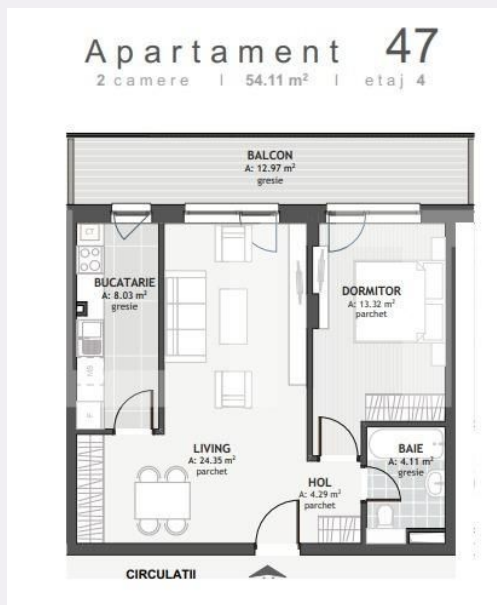 Apartament 47
2 camere | 54.11 m² | etaj 4
BALCON
A: 12.97 m²
gresie
BUCATARIE
A: 8.03 m²
gresie
DORMITOR
A: 13.32 m²
parchet
LIVING
A: 24.35 m²
parchet
HOL
A: 4.29 m²
parchet
BAIE
A: 4.11 m²
gresie
CIRCULATII